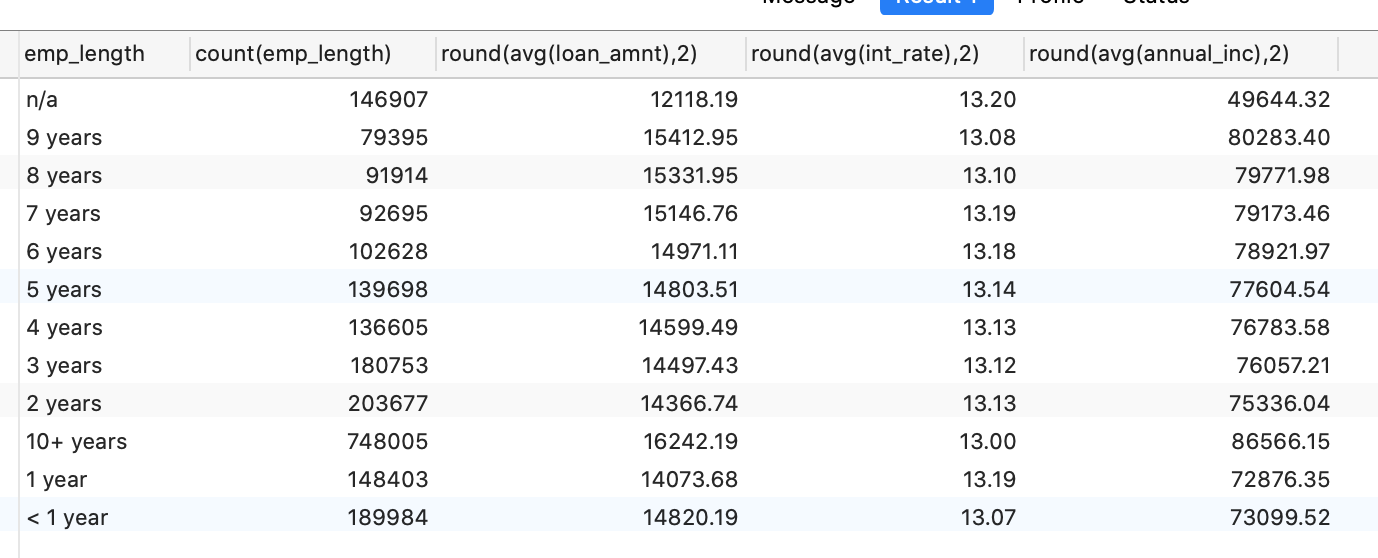 Message Result 1 Profile Status
emp_length count(emp_length) round(avg(loan_amnt),2) round(avg(int_rate),2) round(avg(annual_inc),2)
n/a 146907 12118.19 13.20 49644.32
9 years 79395 15412.95 13.08 80283.40
8 years 91914 15331.95 13.10 79771.98
7 years 92695 15146.76 13.19 79173.46
6 years 102628 14971.11 13.18 78921.97
5 years 139698 14803.51 13.14 77604.54
4 years 136605 14599.49 13.13 76783.58
3 years 180753 14497.43 13.12 76057.21
2 years 203677 14366.74 13.13 75336.04
10+ years 748005 16242.19 13.00 86566.15
1 year 148403 14073.68 13.19 72876.35
< 1 year 189984 14820.19 13.07 73099.52